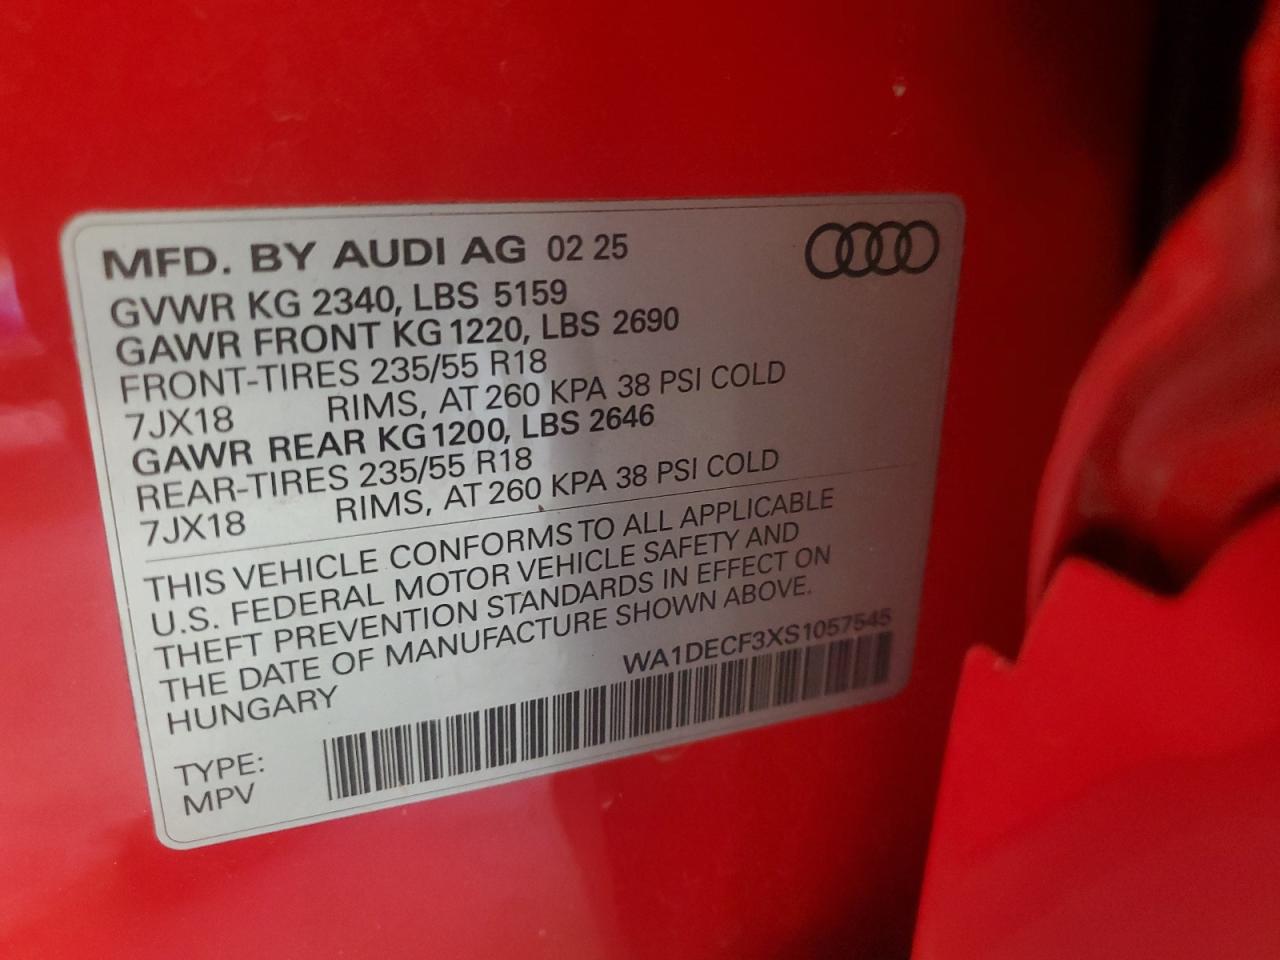 MFD. BY AUDI AG 02 25
GVWR KG 2340, LBS 5159
GAWR FRONT KG 1220, LBS 2690
FRONT-TIRES 235/55 R18
7JX18 RIMS, AT 260 KPA 38 PSI COLD
GAWR REAR KG 1200, LBS 2646
REAR-TIRES 235/55 R18
7JX18 RIMS, AT 260 KPA 38 PSI COLD
THIS VEHICLE CONFORMS TO ALL APPLICABLE
U.S. FEDERAL MOTOR VEHICLE SAFETY AND
THEFT PREVENTION STANDARDS IN EFFECT ON
THE DATE OF MANUFACTURE SHOWN ABOVE.
HUNGARY
WA1DECF3XS1057545
TYPE:
MPV